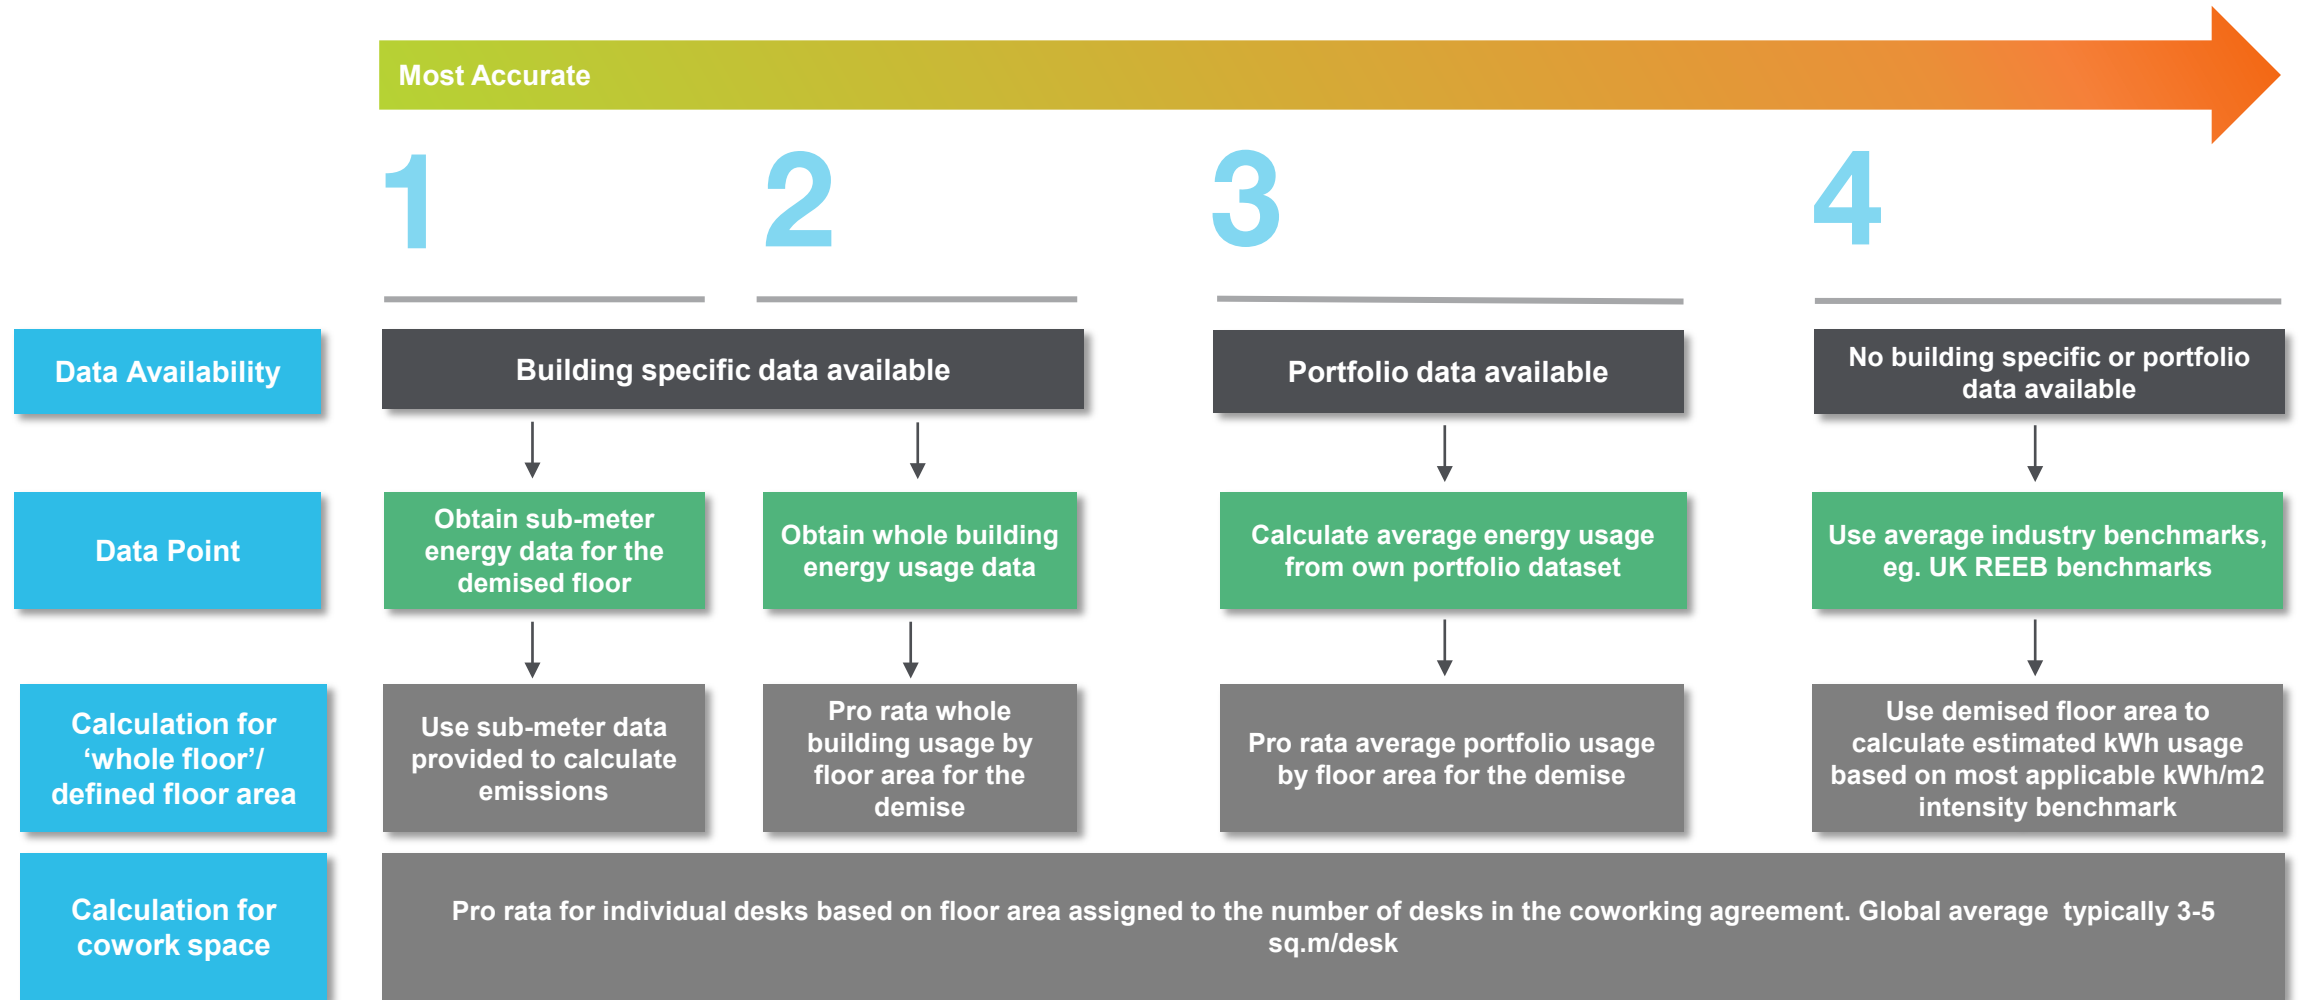 Most Accurate
1
2
3
4
Data Availability
Building specific data available
Portfolio data available
No building specific or portfolio
data available
Data Point
Obtain sub-meter
energy data for the
demised floor
Obtain whole building
energy usage data
Calculate average energy usage
from own portfolio dataset
Use average industry benchmarks,
eg. UK REEB benchmarks
Calculation for
‘whole floor’/
defined floor area
Use sub-meter data
provided to calculate
emissions
Pro rata whole
building usage by
floor area for the
demise
Pro rata average portfolio usage
by floor area for the demise
Use demised floor area to
calculate estimated kWh usage
based on most applicable kWh/m2
intensity benchmark
Calculation for
cowork space
Pro rata for individual desks based on floor area assigned to the number of desks in the coworking agreement. Global average  typically 3-5
sq.m/desk